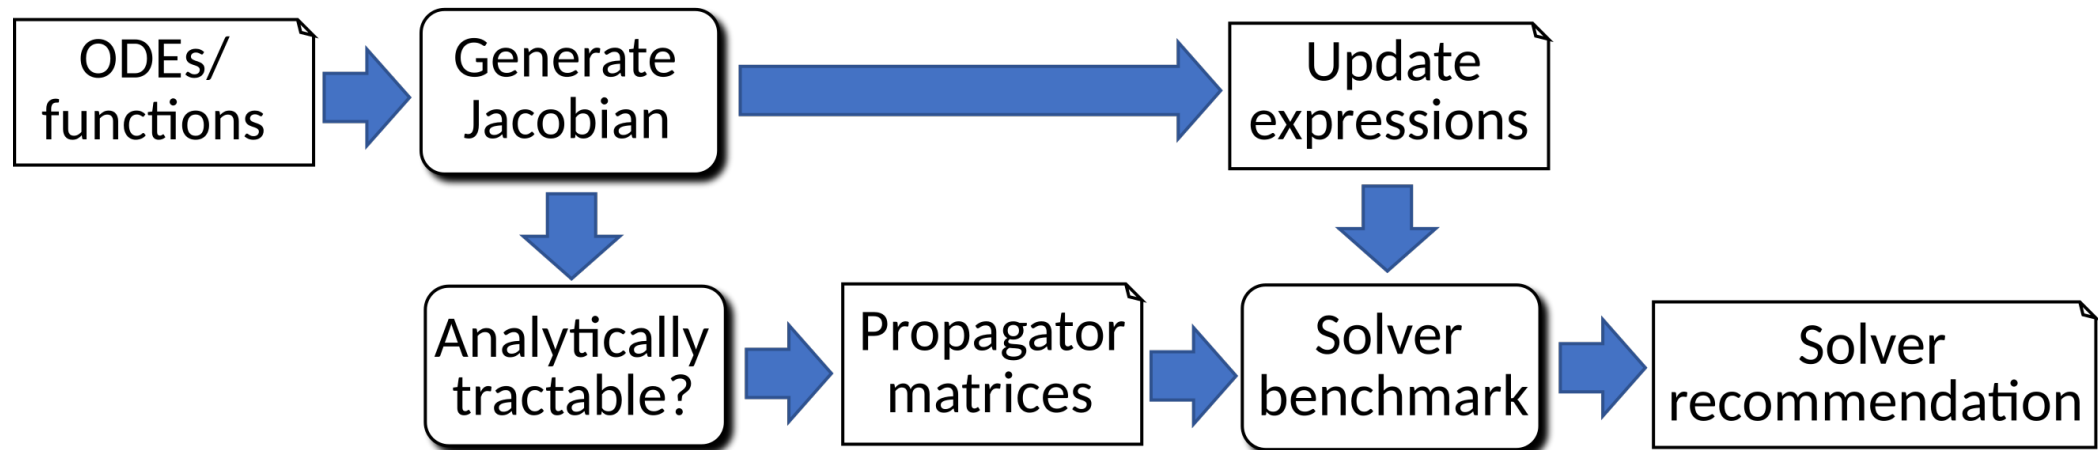 ODEs/
functions
Generate
Jacobian
Update
expressions
Analytically
tractable?
Propagator
matrices
Solver
benchmark
Solver
recommendation